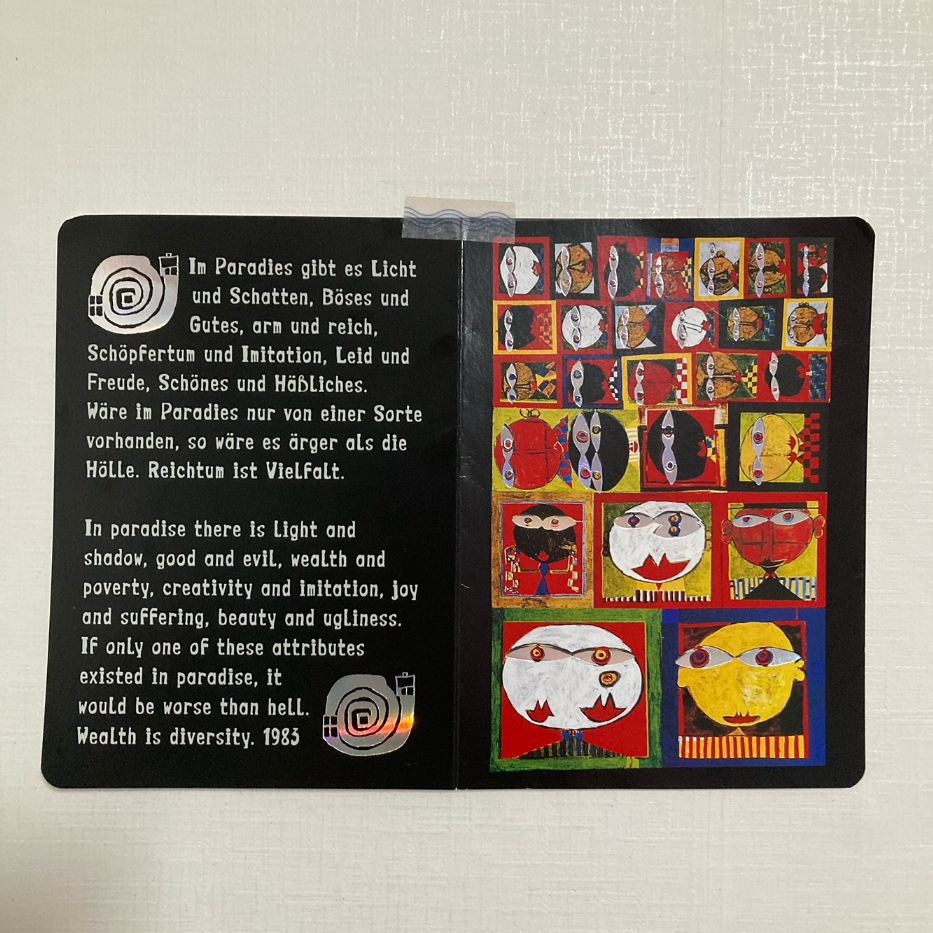 Im Paradies gibt es Licht
und Schatten, Böses und
Gutes, arm und reich,
Schöpfertum und Imitation, Leid und
Freude, Schönes und Häßliches.
Wäre im Paradies nur von einer Sorte
vorhanden, so wäre es ärger als die
Hölle. Reichtum ist Vielfalt.
In paradise there is Light and
shadow, good and evil, wealth and
poverty, creativity and imitation, joy
and suffering, beauty and ugliness.
If only one of these attributes
existed in paradise, it
would be worse than hell.
Wealth is diversity. 1983